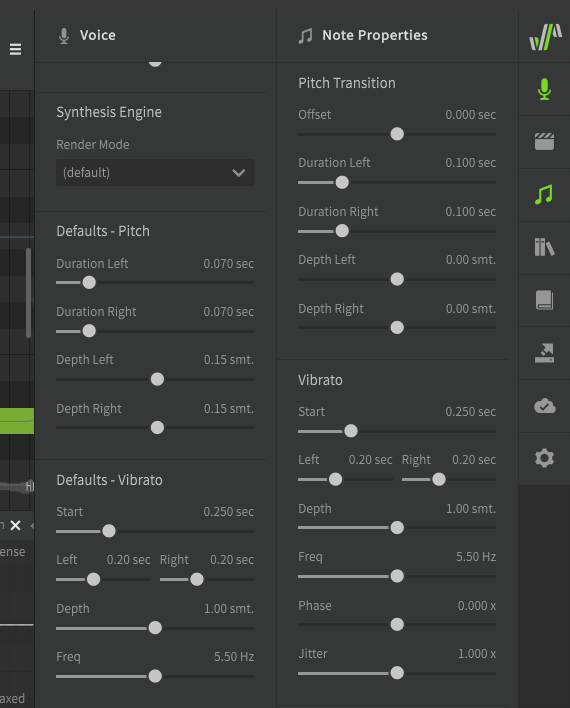 Voice
Synthesis Engine
Render Mode
(default)
Defaults - Pitch
Duration Left 0.070 sec
Duration Right 0.070 sec
Depth Left 0.15 smt.
Depth Right 0.15 smt.
Defaults - Vibrato
Start 0.250 sec
Left 0.20 sec Right 0.20 sec
Depth 1.00 smt.
Freq 5.50 Hz
Note Properties
Pitch Transition
Offset 0.000 sec
Duration Left 0.100 sec
Duration Right 0.100 sec
Depth Left 0.00 smt.
Depth Right 0.00 smt.
Vibrato
Start 0.250 sec
Left 0.20 sec Right 0.20 sec
Depth 1.00 smt.
Freq 5.50 Hz
Phase 0.000 x
Jitter 1.000 x
ense
axed